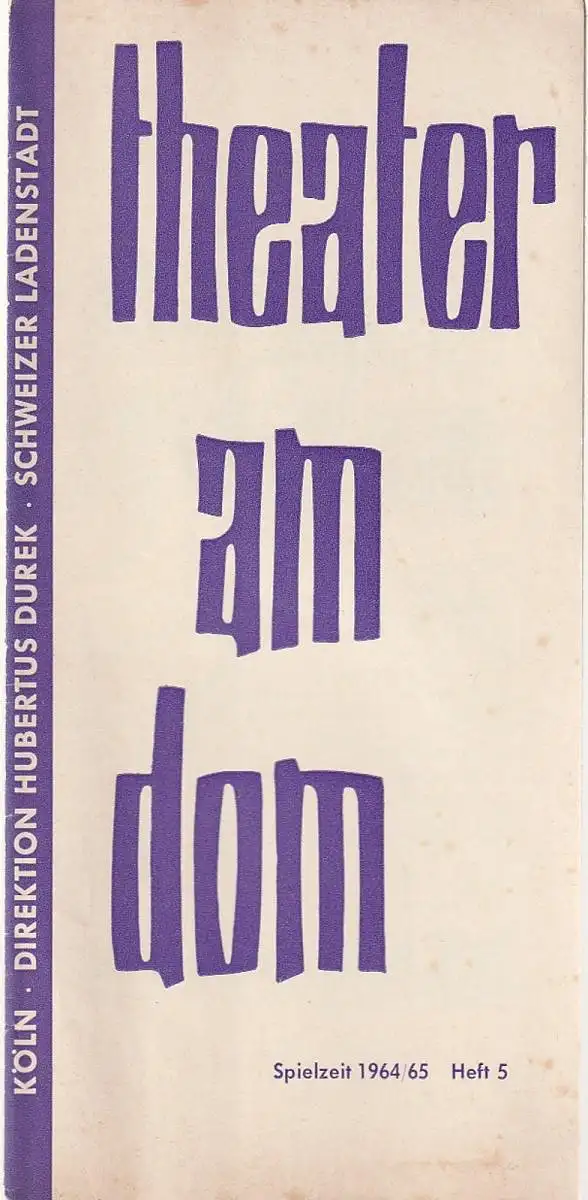 theater
am
dom
Spielzeit 1964/65 Heft 5
KÖLN · DIREKTION HUBERTUS DUREK · SCHWEIZER LADENSTADT